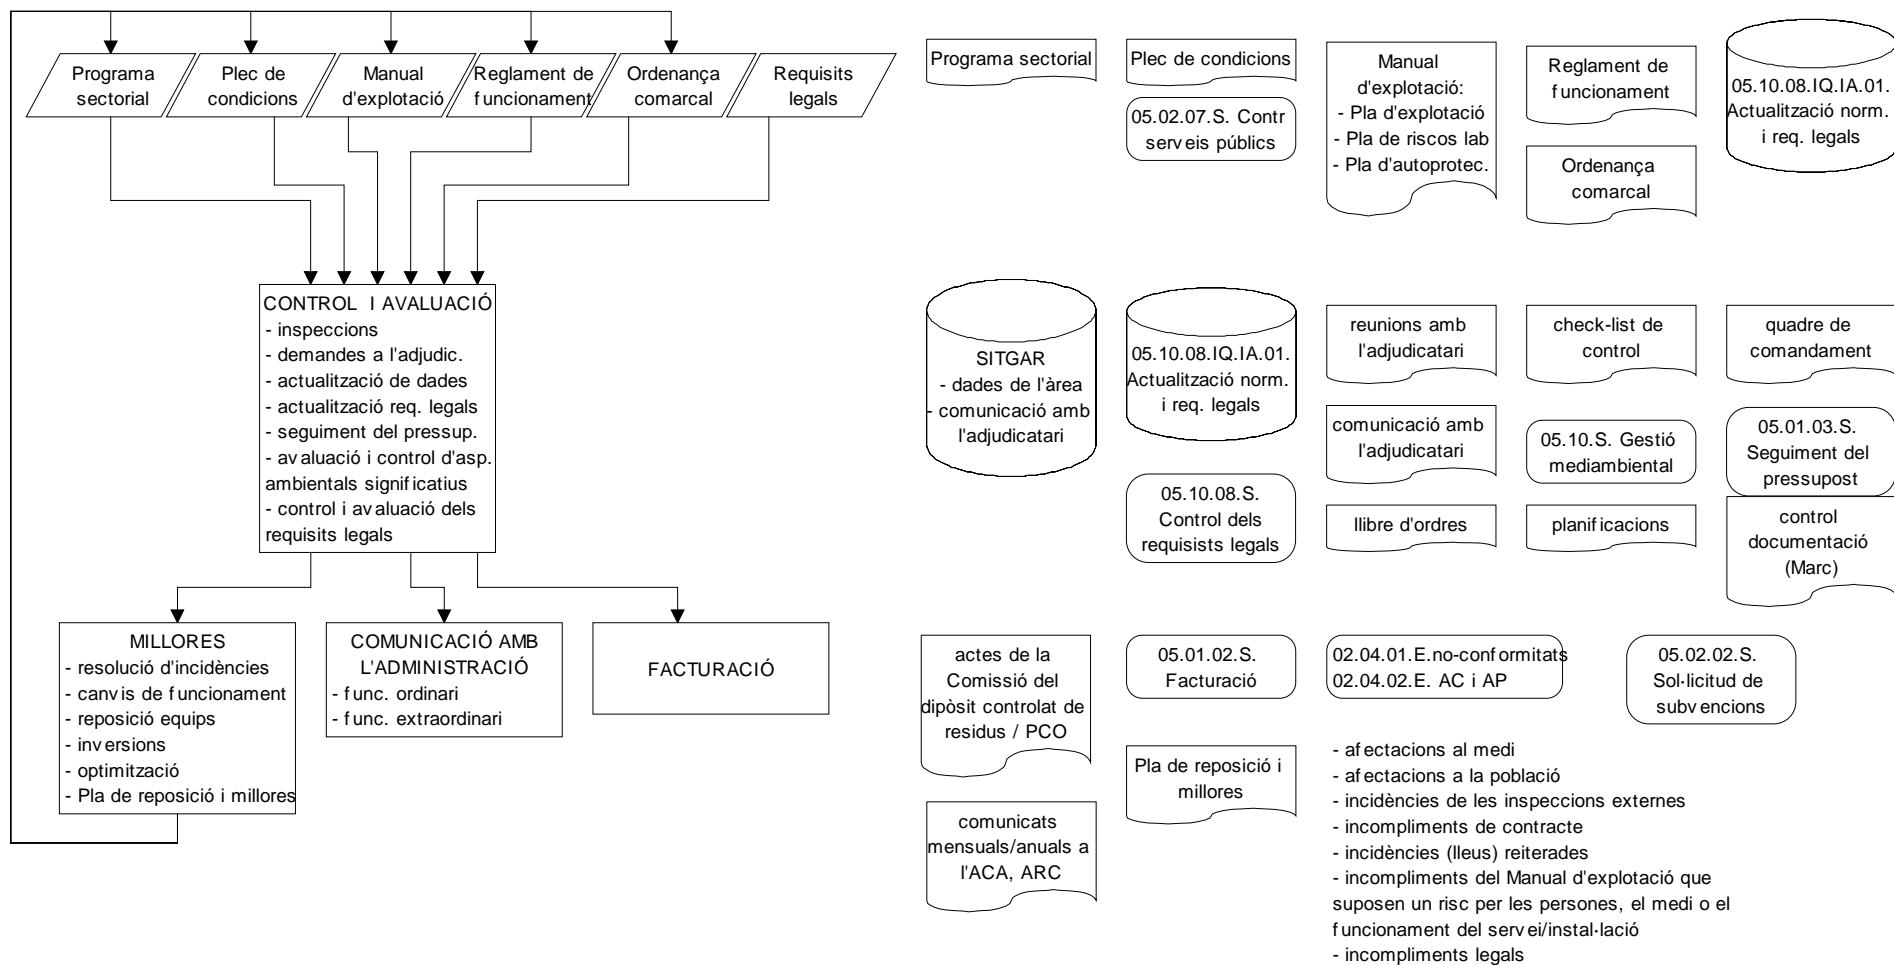 Programa
sectorial
Plec de
condicions
Manual
d'explotació
Reglament de
funcionament
Ordenança
comarcal
Requisits
legals
Programa sectorial
Plec de condicions
05.02.07.S. Contr
serveis públics
Manual
d'explotació:
- Pla d'explotació
- Pla de riscos lab
- Pla d'autoprotec.
Reglament de
funcionament
Ordenança
comarcal
05.10.08.IQ.IA.01.
Actualització norm.
i req. legals
CONTROL I AVALUACIÓ
- inspeccions
- demandes a l'adjudic.
- actualització de dades
- actualització req. legals
- seguiment del pressup.
- avaluació i control d'asp.
ambientals significatius
- control i avaluació dels
requisits legals
SITGAR
- dades de l'àrea
- comunicació amb
l'adjudicatari
05.10.08.IQ.IA.01.
Actualització norm.
i req. legals
05.10.08.S.
Control dels
requisists legals
reunions amb
l'adjudicatari
comunicació amb
l'adjudicatari
llibre d'ordres
check-list de
control
05.10.S. Gestió
mediambiental
planificacions
quadre de
comandament
05.01.03.S.
Seguiment del
pressupost
control
documentació
(Marc)
MILLORES
- resolució d'incidències
- canvis de funcionament
- reposició equips
- inversions
- optimització
- Pla de reposició i millores
COMUNICACIÓ AMB
L'ADMINISTRACIÓ
- func. ordinari
- func. extraordinari
FACTURACIÓ
actes de la
Comissió del
dipòsit controlat de
residus / PCO
comunicats
mensuals/anuals a
l'ACA, ARC
05.01.02.S.
Facturació
Pla de reposició i
millores
02.04.01.E.no-conformitats
02.04.02.E. AC i AP
05.02.02.S.
Sol·licitud de
subvencions
- afectacions al medi
- afectacions a la població
- incidències de les inspeccions externes
- incompliments de contracte
- incidències (lleus) reiterades
- incompliments del Manual d'explotació que
suposen un risc per les persones, el medi o el
funcionament del servei/instal·lació
- incompliments legals